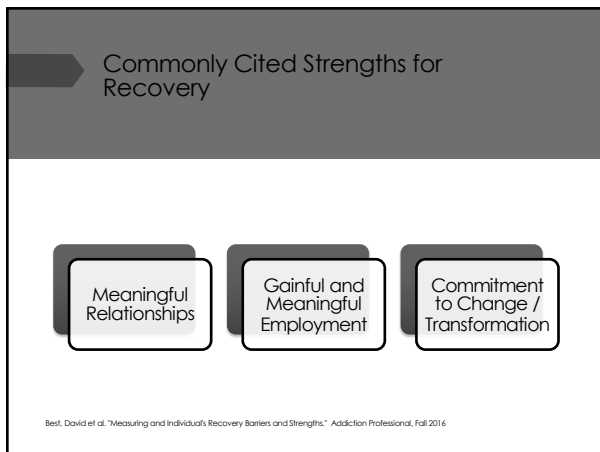 Commonly Cited Strengths for
Recovery
Meaningful
Relationships
Gainful and
Meaningful
Employment
Commitment
to Change /
Transformation
Best, David et al. "Measuring and Individual's Recovery Barriers and Strengths." Addiction Professional, Fall 2016